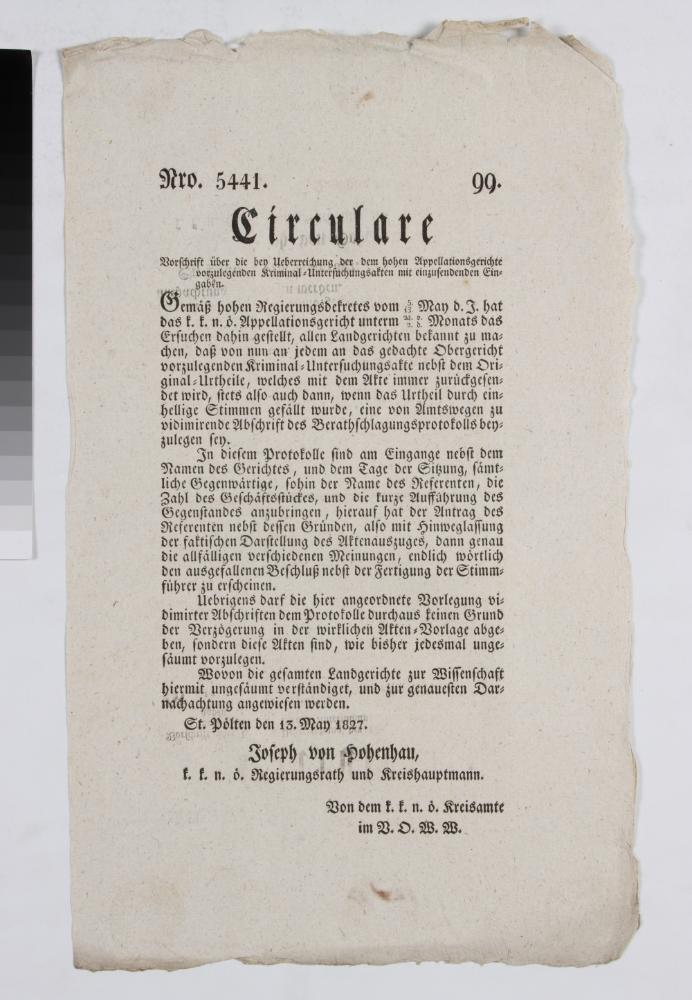 Nro. 5441. 99.
Circulare
Vorschrift über die bey Ueberreichung der dem hohen Appellationsgerichte
vorzulegenden Kriminal-Untersuchungsakten mit einzusendenden Ein-
gaben.
Gemäß hohen Regierungsdekretes vom May d. J. hat
das k. k. n. ö. Appellationsgericht unterm Monats das
Ersuchen dahin gestellt, allen Landgerichten bekannt zu ma-
chen, daß von nun an jedem an das gedachte Obergericht
vorzulegenden Kriminal-Untersuchungsakte nebst dem Ori-
ginal-Urtheile, welches mit dem Akte immer zurückgesen-
det wird, stets also auch dann, wenn das Urtheil durch ein-
hellige Stimmen gefällt wurde, eine von Amtswegen zu
vidimirende Abschrift des Berathschlagungsprotokolls bey-
zulegen sey.
In diesem Protokolle sind am Eingange nebst dem
Namen des Gerichtes, und dem Tage der Sitzung, sämt-
liche Gegenwärtige, sohin der Name des Referenten, die
Zahl des Geschäftsstückes, und die kurze Aufführung des
Gegenstandes anzubringen, hierauf hat der Antrag des
Referenten nebst dessen Gründen, also mit Hinweglassung
der faktischen Darstellung des Aktenauszuges, dann genau
die allfälligen verschiedenen Meinungen, endlich wörtlich
den ausgefallenen Beschluß nebst der Fertigung der Stimm-
führer zu erscheinen.
Uebrigens darf die hier angeordnete Vorlegung vi-
dimirter Abschriften dem Protokolle durchaus keinen Grund
der Verzögerung in der wirklichen Akten-Vorlage abge-
ben, sondern diese Akten sind, wie bisher jedesmal unge-
säumt vorzulegen.
Wovon die gesamten Landgerichte zur Wissenschaft
hiermit ungesäumt verständiget, und zur genauesten Dar-
nachachtung angewiesen werden.
St. Pölten den 13. May 1827.
Joseph von Hohenhau,
k. k. n. ö. Regierungsrath und Kreishauptmann.
Von dem k. k. n. ö. Kreisamte
im V. O. W. W.